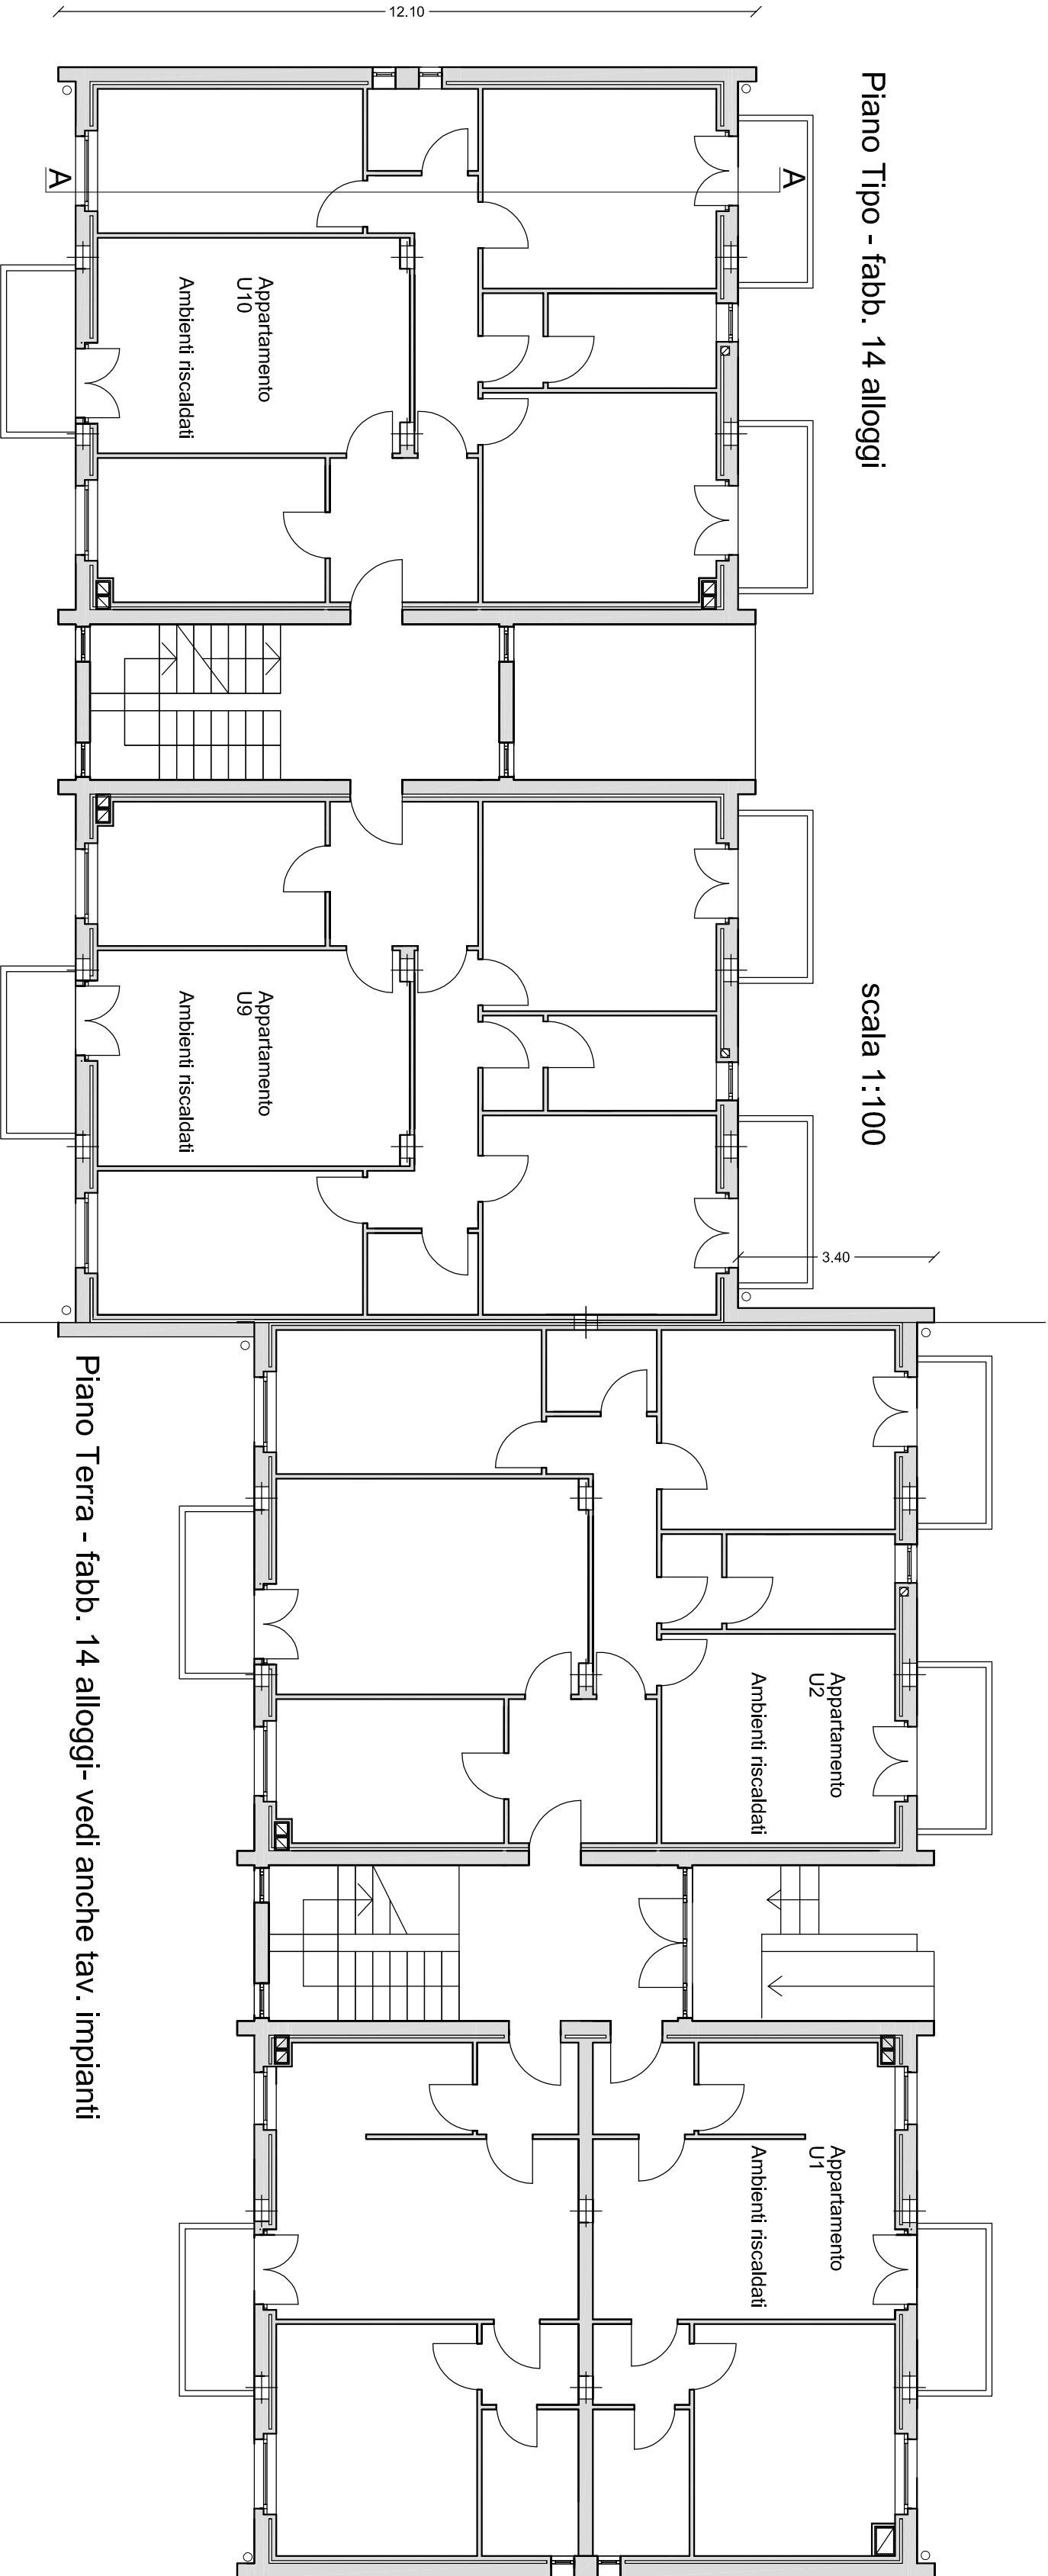 12.10
Piano Tipo - fabb. 14 alloggi
scala 1:100
A
A
Appartamento
U10
Ambienti riscaldati
Appartamento
U9
Ambienti riscaldati
3.40
Piano Terra - fabb. 14 alloggi- vedi anche tav. impianti
Appartamento
U2
Ambienti riscaldati
Appartamento
U1
Ambienti riscaldati